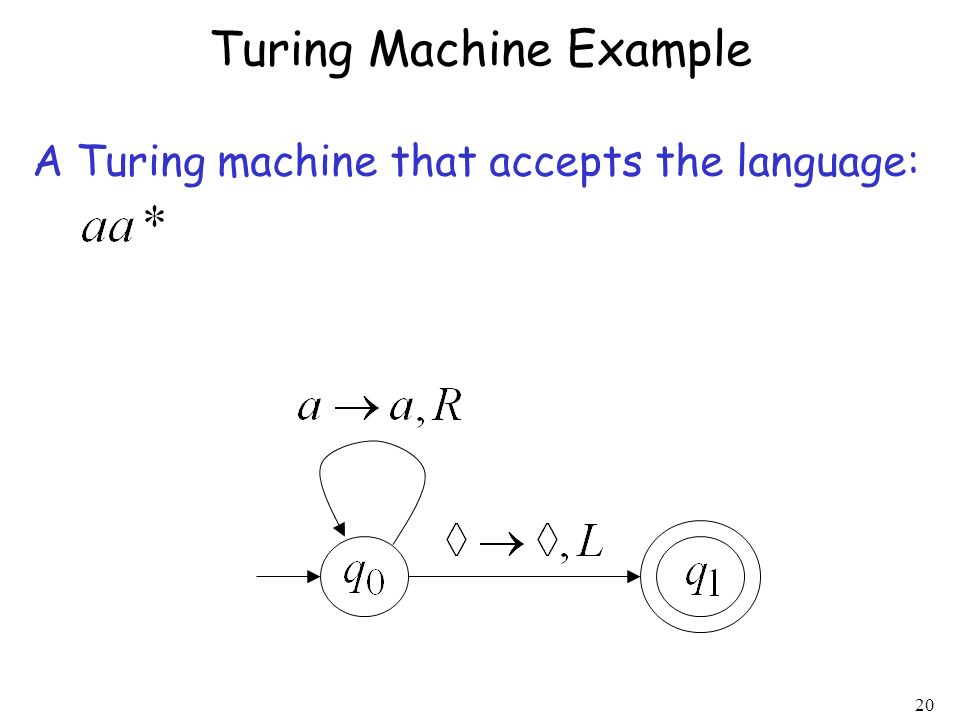 Turing Machine Example
A Turing machine that accepts the language:
aa*
a → a, R
◊ → ◊, L
q0
q1
20